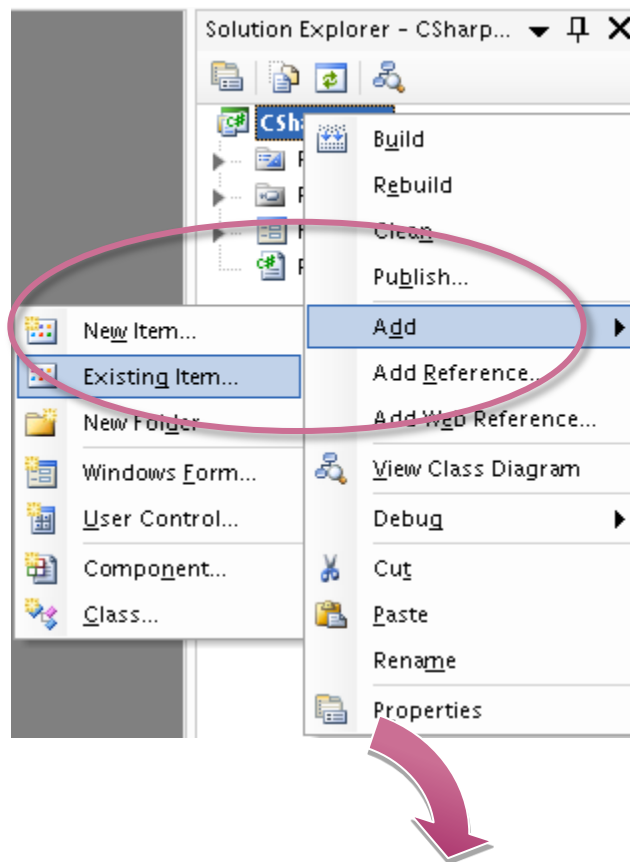 Solution Explorer - CSharp...
CSha
Build
Rebuild
Clean
Publish...
Add
Add Reference...
Add Web Reference...
View Class Diagram
Debug
Cut
Paste
Rename
Properties
New Item...
Existing Item...
New Folder
Windows Form...
User Control...
Component...
Class...